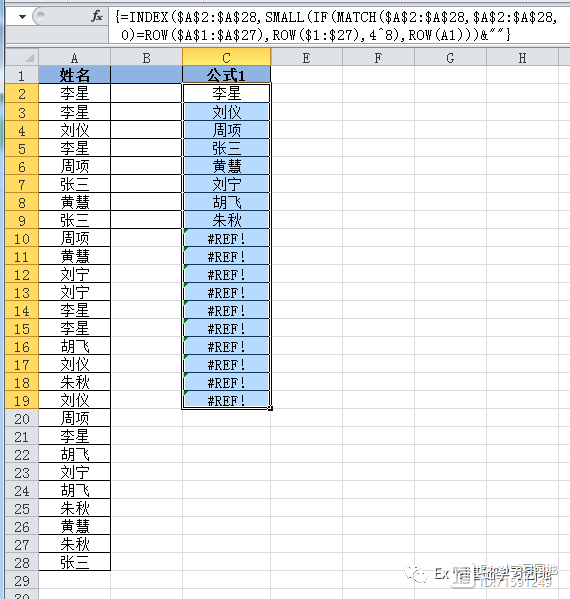 fx {=INDEX($A$2:$A$28,SMALL(IF(MATCH($A$2:$A$28,$A$2:$A$28,
0)=ROW($A$1:$A$27),ROW($1:$27),4^8),ROW(A1)))&""}
A B C E F G H
1 姓名 公式1
2 李星 李星
3 李星 刘仪
4 刘仪 周项
5 李星 张三
6 周项 黄慧
7 张三 刘宁
8 黄慧 胡飞
9 张三 朱秋
10 周项 #REF!
11 黄慧 #REF!
12 刘宁 #REF!
13 刘宁 #REF!
14 李星 #REF!
15 李星 #REF!
16 胡飞 #REF!
17 刘仪 #REF!
18 朱秋 #REF!
19 刘仪 #REF!
20 周项
21 李星
22 胡飞
23 刘宁
24 胡飞
25 朱秋
26 黄慧
27 朱秋
28 张三
29
30
ID:71591249